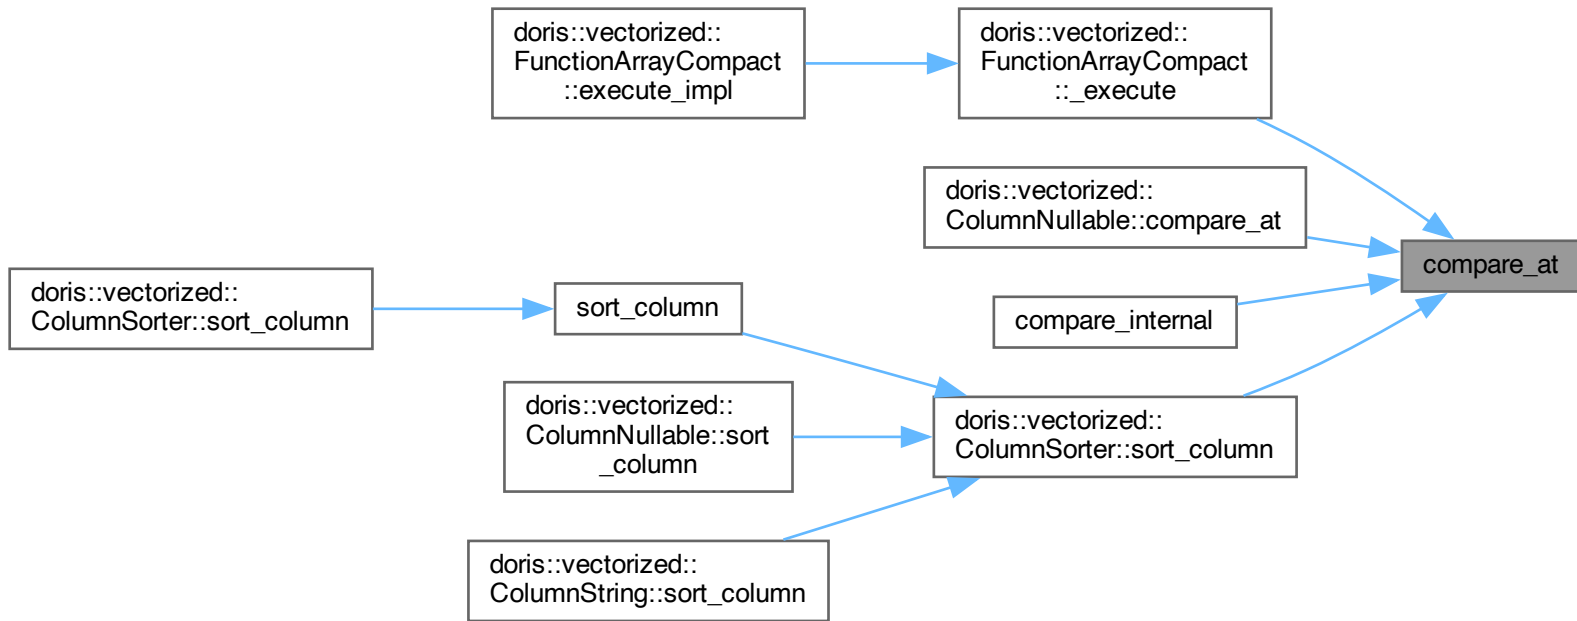 doris::vectorized::
FunctionArrayCompact
::execute_impl
doris::vectorized::
FunctionArrayCompact
::_execute
doris::vectorized::
ColumnNullable::compare_at
compare_at
doris::vectorized::
ColumnSorter::sort_column
sort_column
compare_internal
doris::vectorized::
ColumnNullable::sort
_column
doris::vectorized::
ColumnSorter::sort_column
doris::vectorized::
ColumnString::sort_column